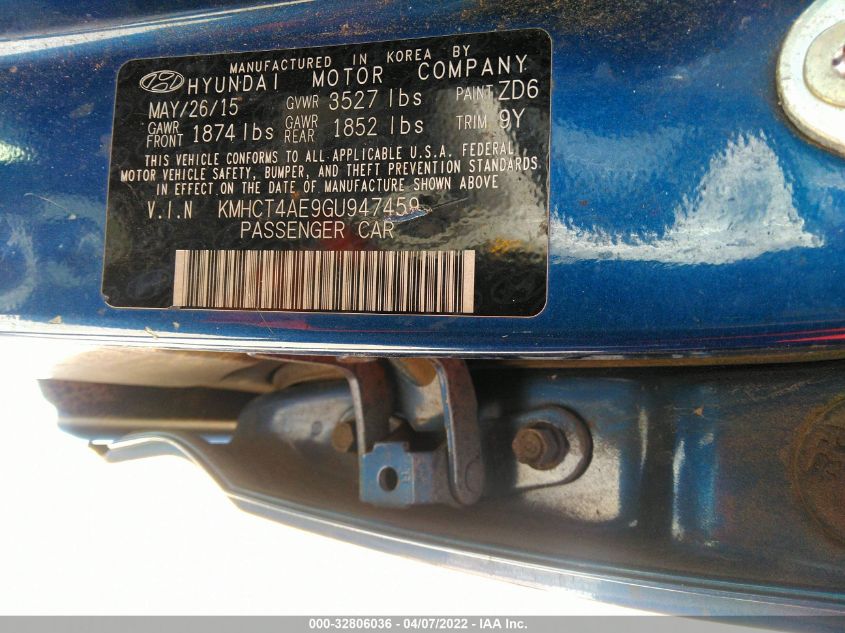 MANUFACTURED IN KOREA BY
HYUNDAI MOTOR COMPANY
MAY/26/15 GVWR 3527 lbs PAINT ZD6
GAWR FRONT 1874 lbs GAWR REAR 1852 lbs TRIM 9Y
THIS VEHICLE CONFORMS TO ALL APPLICABLE U.S.A. FEDERAL
MOTOR VEHICLE SAFETY, BUMPER, AND THEFT PREVENTION STANDARDS
IN EFFECT ON THE DATE OF MANUFACTURE SHOWN ABOVE
V.I.N KMHCT4AE9GU947459
PASSENGER CAR
000-32806036 - 04/07/2022 - IAA Inc.